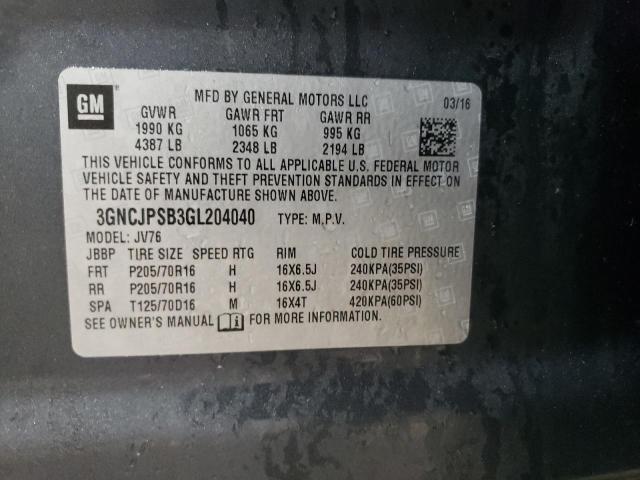 GM
MFD BY GENERAL MOTORS LLC 03/16
GVWR GAWR FRT GAWR RR
1990 KG 1065 KG 995 KG
4387 LB 2348 LB 2194 LB
THIS VEHICLE CONFORMS TO ALL APPLICABLE U.S. FEDERAL MOTOR
VEHICLE SAFETY AND THEFT PREVENTION STANDARDS IN EFFECT ON
THE DATE OF MANUFACTURE SHOWN ABOVE.
3GNCJPSB3GL204040 TYPE: M.P.V.
MODEL: JV76
JBBP TIRE SIZE SPEED RTG RIM COLD TIRE PRESSURE
FRT P205/70R16 H 16X6.5J 240KPA(35PSI)
RR P205/70R16 H 16X6.5J 240KPA(35PSI)
SPA T125/70D16 M 16X4T 420KPA(60PSI)
SEE OWNER'S MANUAL FOR MORE INFORMATION.